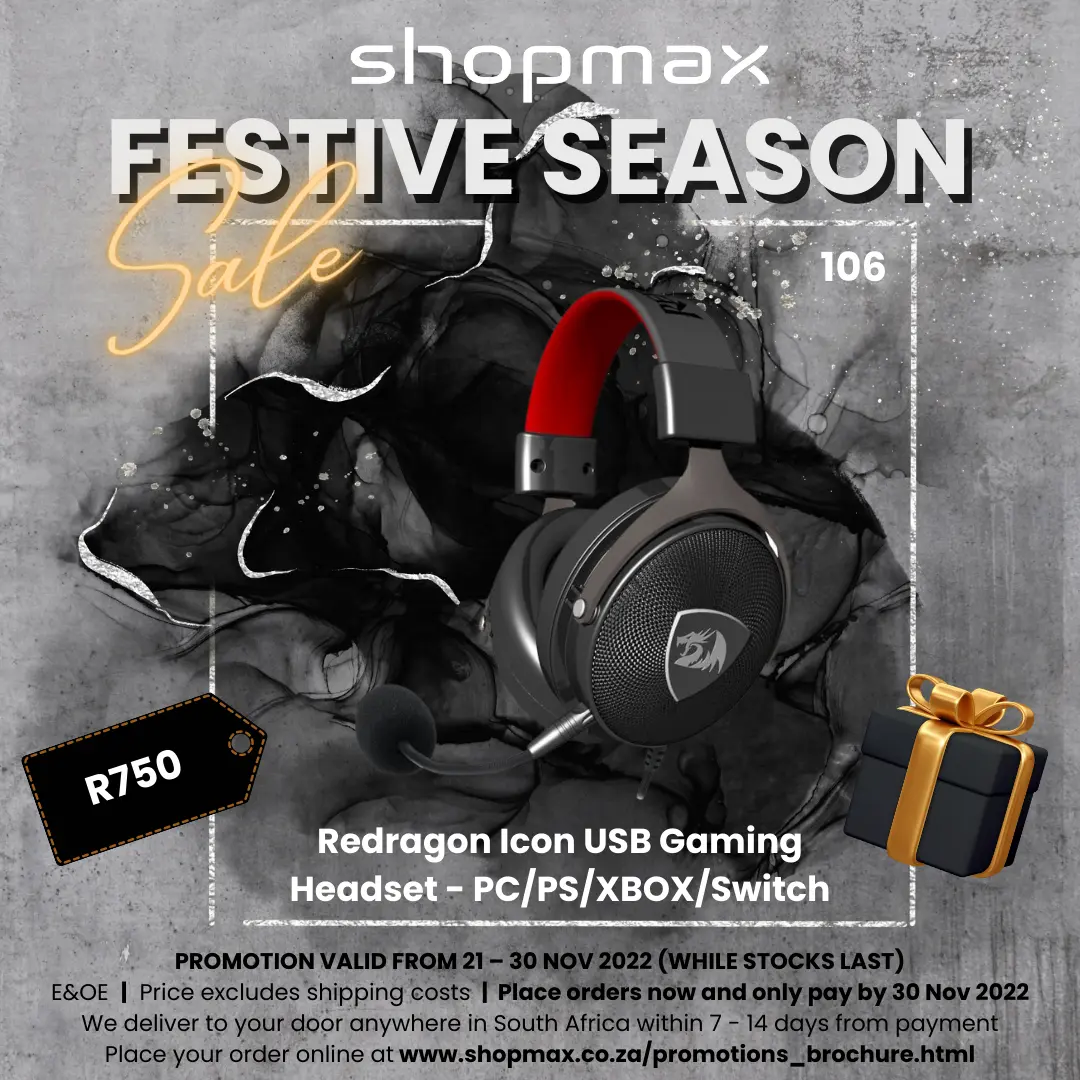 shopmax
FESTIVE SEASON
Sale
106
R750
Redragon Icon USB Gaming
Headset - PC/PS/XBOX/Switch
PROMOTION VALID FROM 21 – 30 NOV 2022 (WHILE STOCKS LAST)
E&OE | Price excludes shipping costs | Place orders now and only pay by 30 Nov 2022
We deliver to your door anywhere in South Africa within 7 - 14 days from payment
Place your order online at www.shopmax.co.za/promotions_brochure.html